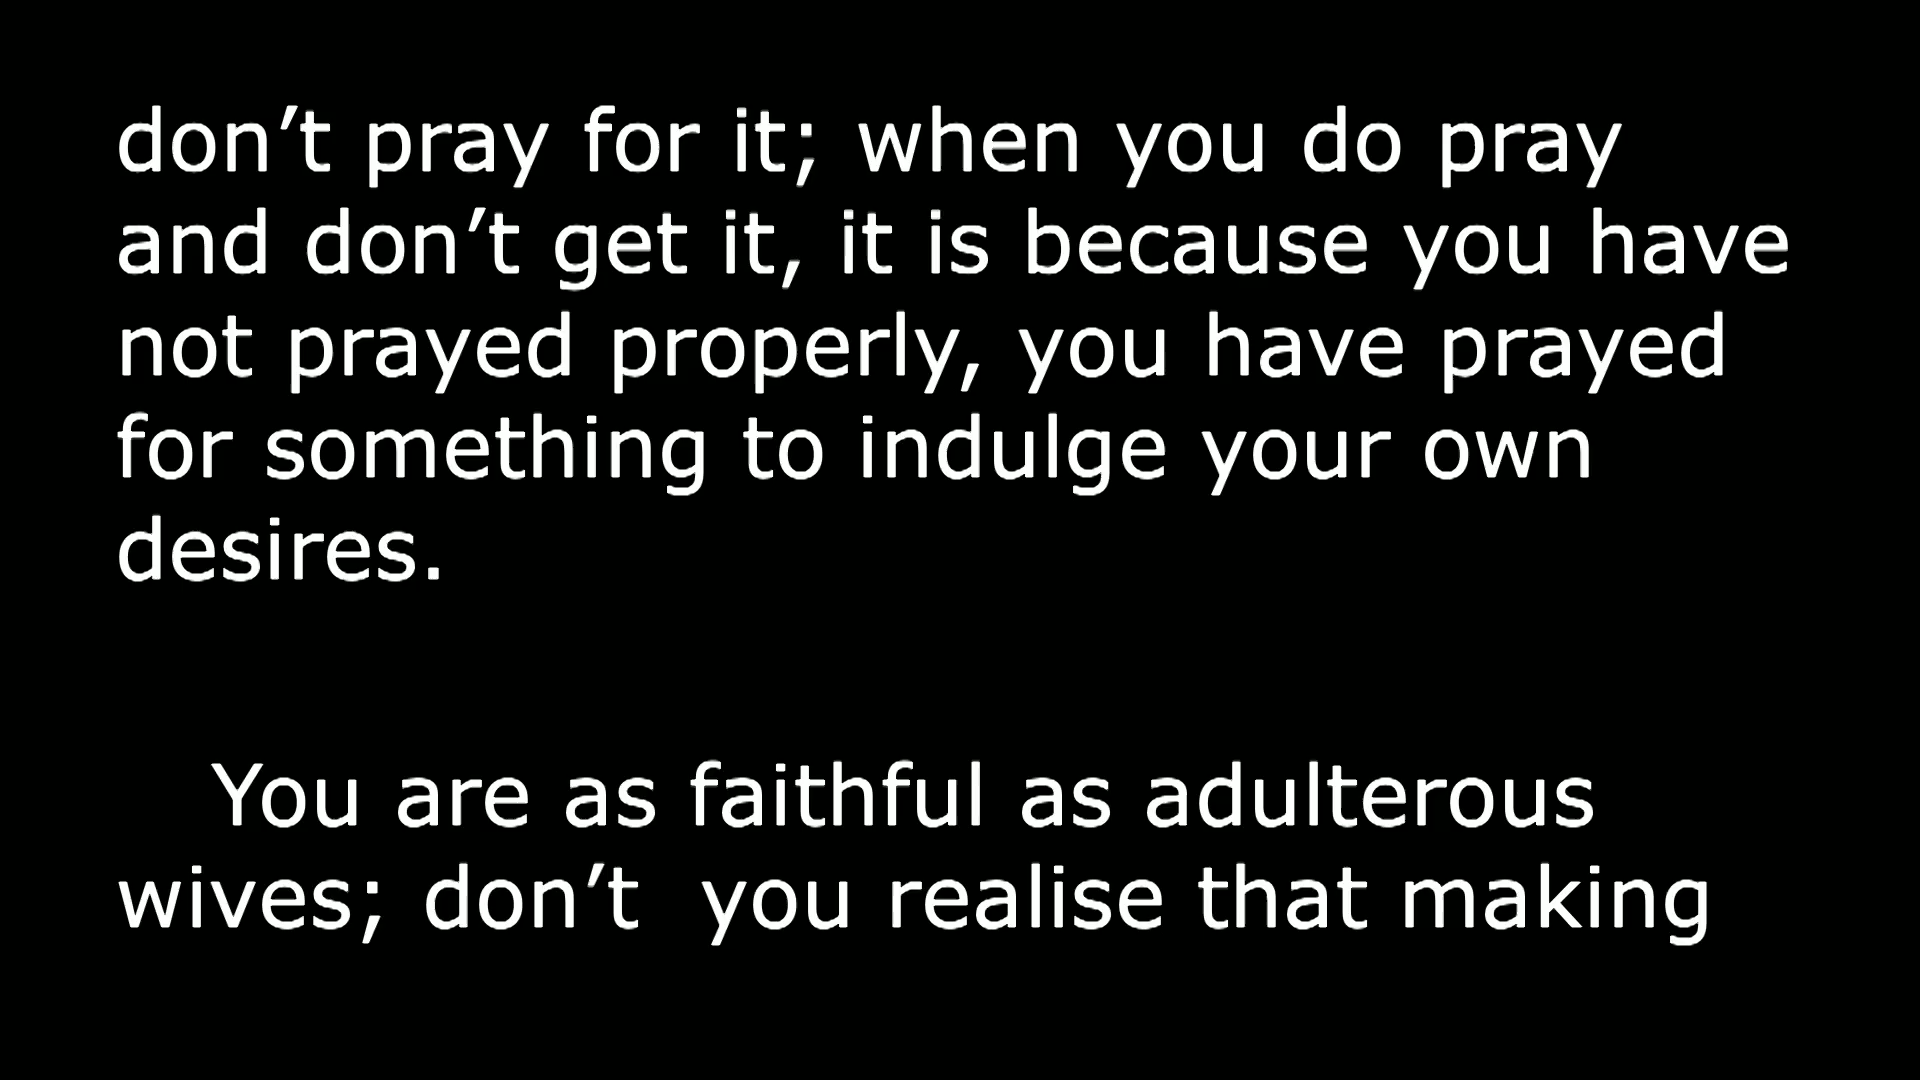 don’t pray for it; when you do pray
and don’t get it, it is because you have
not prayed properly, you have prayed
for something to indulge your own
desires.
You are as faithful as adulterous
wives; don’t  you realise that making